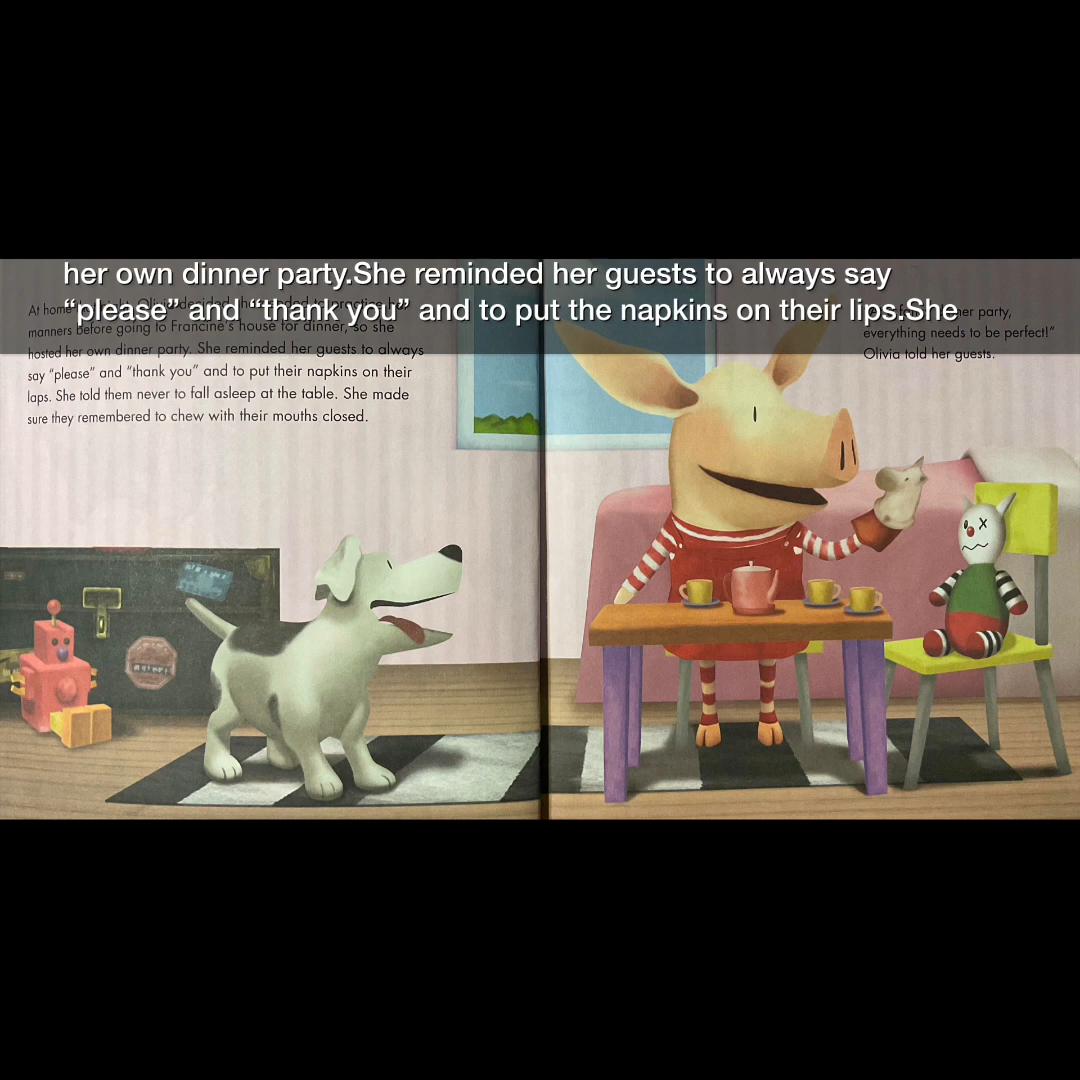 her own dinner party.She reminded her guests to always say
“please” and “thank you” and to put the napkins on their lips.She
At home
manners before going to Francine's house for dinner, so she
hosted her own dinner party. She reminded her guests to always
say “please” and “thank you” and to put their napkins on their
laps. She told them never to fall asleep at the table. She made
sure they remembered to chew with their mouths closed.
party,
everything needs to be perfect!”
Olivia told her guests.